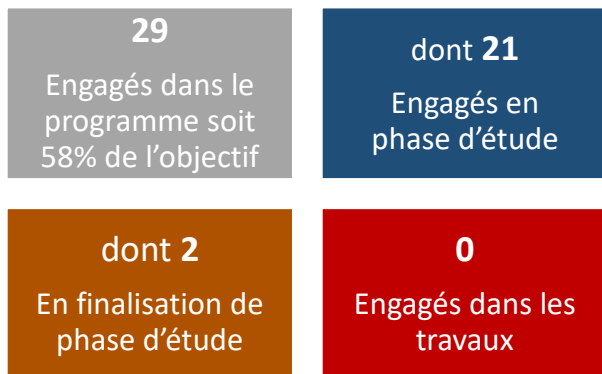 29
Engagés dans le
programme soit
58% de l’objectif
dont 21
Engagés en
phase d’étude
dont 2
En finalisation de
phase d’étude
0
Engagés dans les
travaux